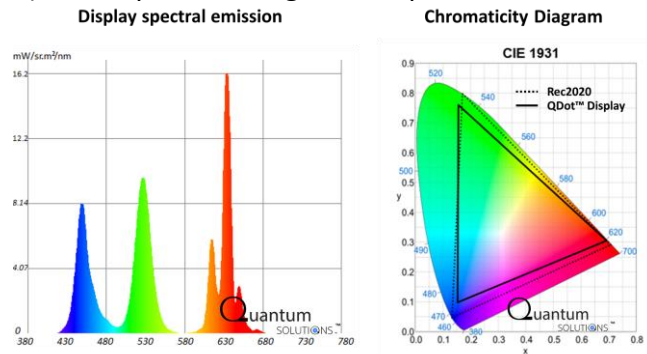 Display spectral emission
mW/sr.m²/nm
16.2
12.2
8.14
4.07
0
380 430 480 530 580 630 680 730 780
Quantum
SOLUTIONS™
Chromaticity Diagram
CIE 1931
0.9
0.8
0.7
0.6
0.5
y
0.4
0.3
0.2
0.1
0.0
0.0 0.1 0.2 0.3 0.4 0.5 0.6 0.7 0.8
x
Rec2020
QDot™ Display
520
540
560
580
600
620
700
500
490
480
470
460
380
Quantum
SOLUTIONS™